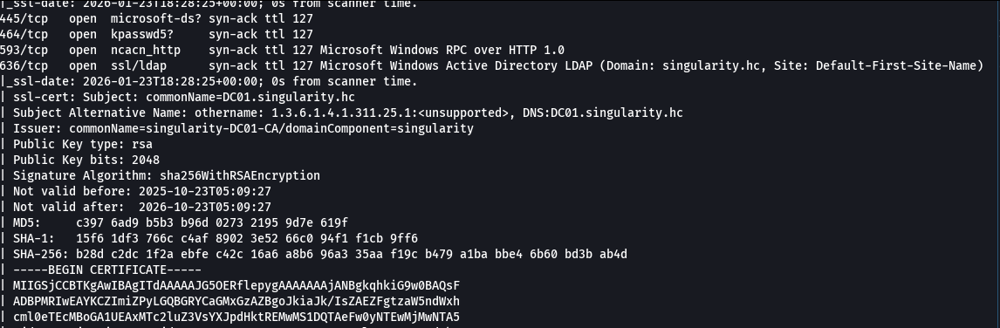 |_ssl-date: 2026-01-23T18:28:25+00:00; 0s from scanner time.
445/tcp   open  microsoft-ds? syn-ack ttl 127
464/tcp   open  kpasswd5?     syn-ack ttl 127
593/tcp   open  ncacn_http    syn-ack ttl 127 Microsoft Windows RPC over HTTP 1.0
636/tcp   open  ssl/ldap      syn-ack ttl 127 Microsoft Windows Active Directory LDAP (Domain: singularity.hc, Site: Default-First-Site-Name)
|_ssl-date: 2026-01-23T18:28:25+00:00; 0s from scanner time.
| ssl-cert: Subject: commonName=DC01.singularity.hc
| Subject Alternative Name: othername: 1.3.6.1.4.1.311.25.1:<unsupported>, DNS:DC01.singularity.hc
| Issuer: commonName=singularity-DC01-CA/domainComponent=singularity
| Public Key type: rsa
| Public Key bits: 2048
| Signature Algorithm: sha256WithRSAEncryption
| Not valid before: 2025-10-23T05:09:27
| Not valid after:  2026-10-23T05:09:27
| MD5:     c397 6ad9 b5b3 b96d 0273 2195 9d7e 619f
| SHA-1:   15f6 1df3 766c c4af 8902 3e52 66c0 94f1 f1cb 9ff6
| SHA-256: b28d c2dc 1f2a ebfe c42c 16a6 a8b6 96a3 35aa f19c b479 a1ba bbe4 6b60 bd3b ab4d
| -----BEGIN CERTIFICATE-----
| MIIGSjCCBTKgAwIBAgITdAAAAAJG5OERflepygAAAAAAAjANBgkqhkiG9w0BAQsF
| ADBPMRIwEAYKCZImiZPyLGQBGRYCaGMxGzAZBgoJkiaJk/IsZAEZFgtzaW5ndWxh
| cml0eTEcMBoGA1UEAxMTc2luZ3VsYXJpdHktREMwMS1DQTAeFw0yNTEwMjMwNTA5